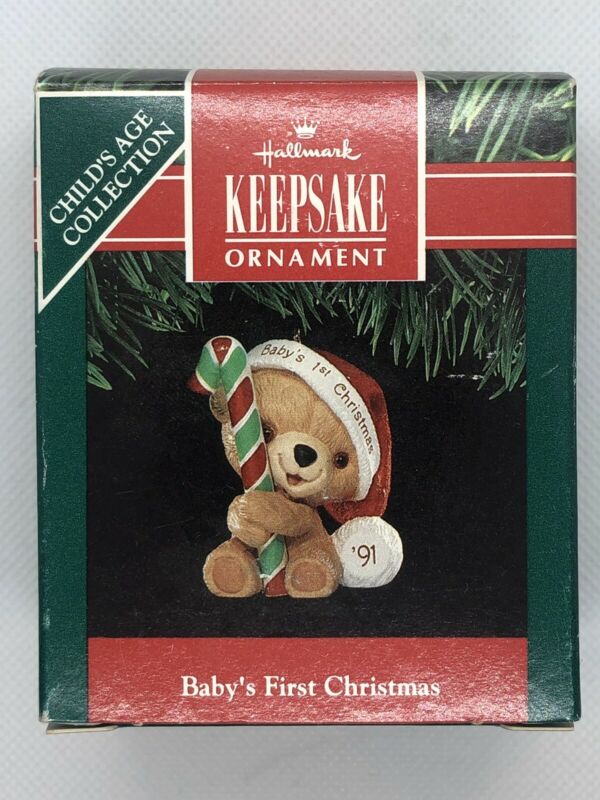 CHILD'S AGE
COLLECTION
Hallmark
KEEPSAKE
ORNAMENT
Baby's 1st Christmas
'91
Baby's First Christmas